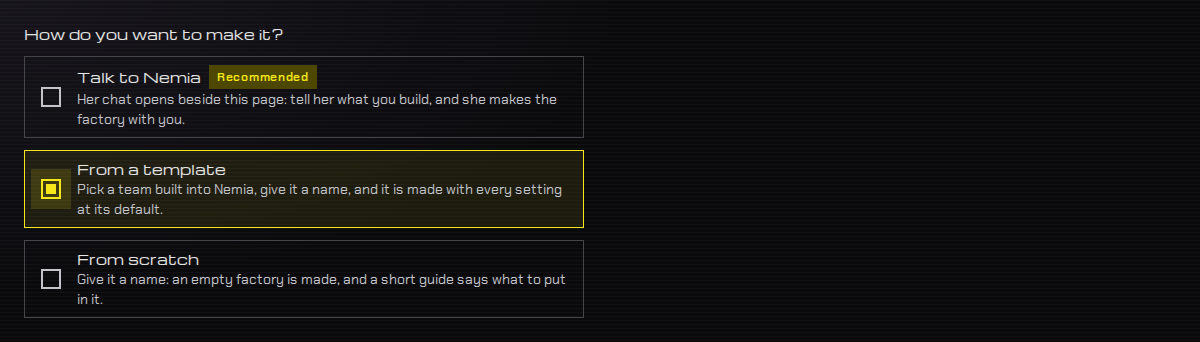 How do you want to make it?
Talk to Nemia Recommended
Her chat opens beside this page: tell her what you build, and she makes the
factory with you.
From a template
Pick a team built into Nemia, give it a name, and it is made with every setting
at its default.
From scratch
Give it a name: an empty factory is made, and a short guide says what to put
in it.